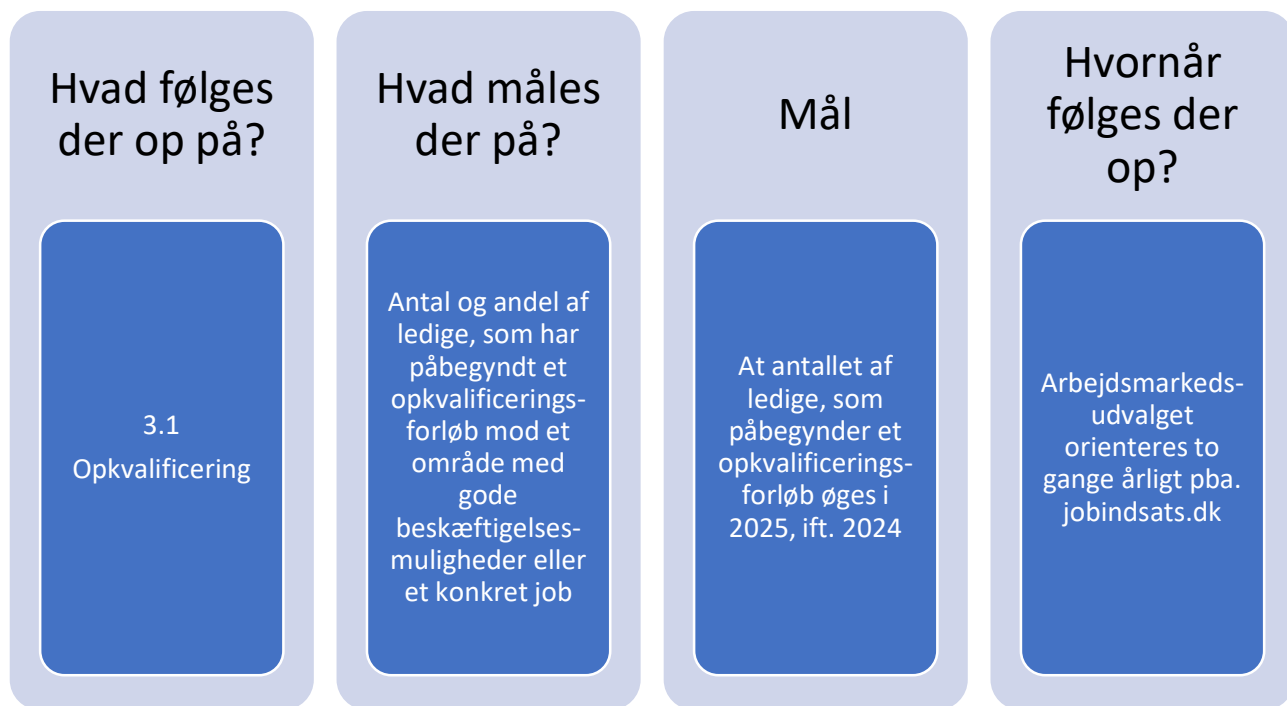 Hvad følges
der op på?
3.1
Opkvalificering
Hvad måles
der på?
Antal og andel af
ledige, som har
påbegyndt et
opkvalificerings-
forløb mod et
område med
gode
beskæftigelses-
muligheder eller
et konkret job
Mål
At antallet af
ledige, som
påbegynder et
opkvalificerings-
forløb øges i
2025, ift. 2024
Hvornår
følges der
op?
Arbejdsmarkeds-
udvalget
orienteres to
gange årligt pba.
jobindsats.dk